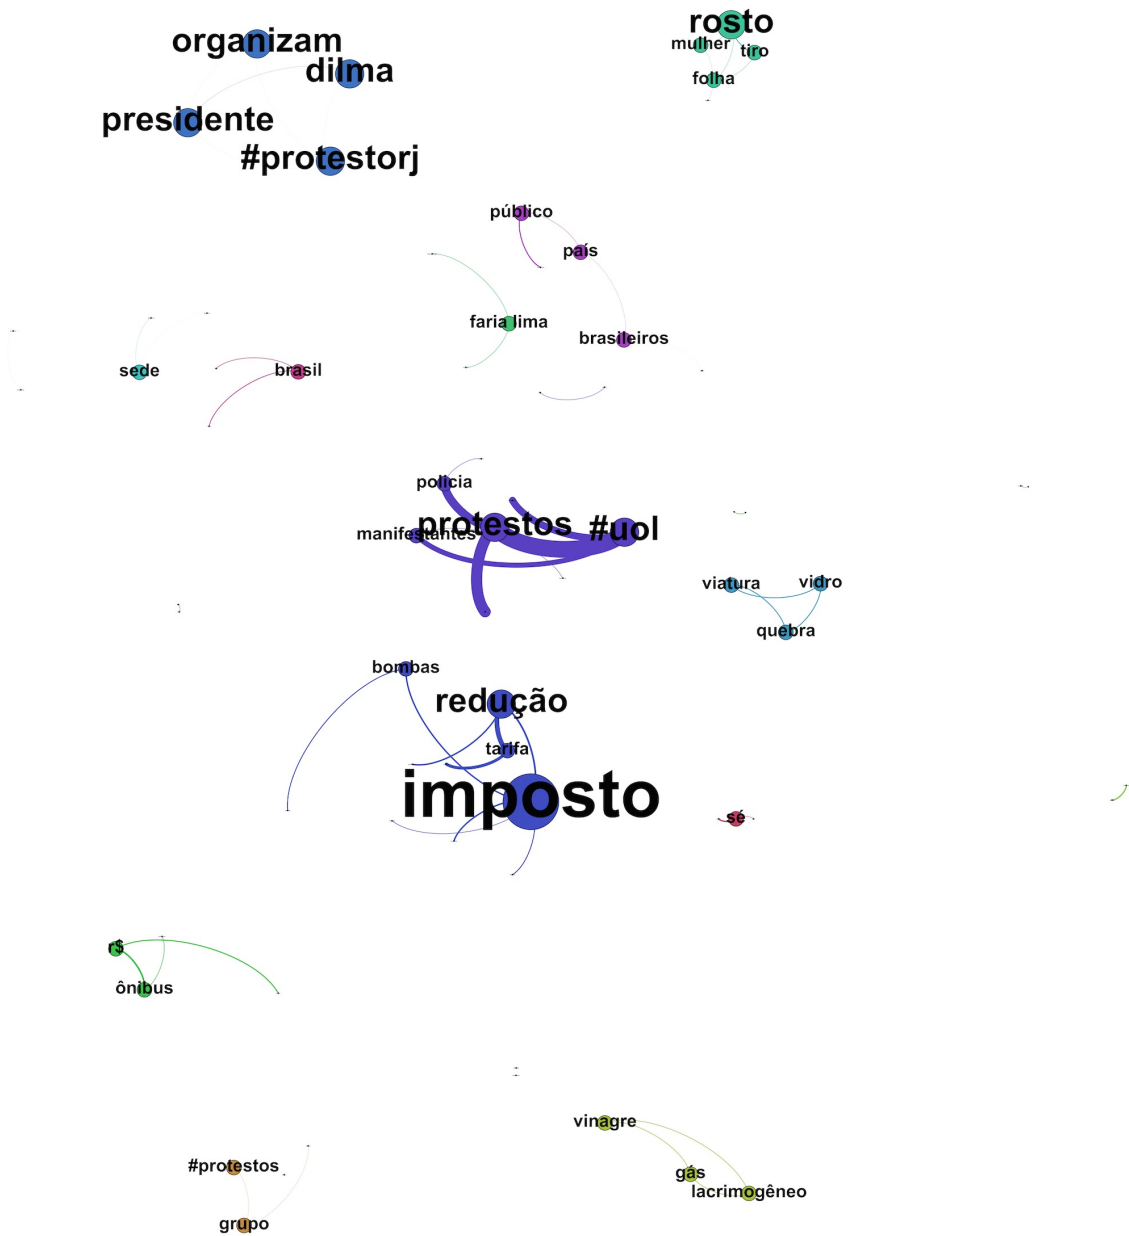 organizam
dilma
presidente
#protestorj
rosto
mulher
tiro
folha
público
país
faria lima
brasileiros
sede
brasil
policia
protestos
#uol
manifestantes
viatura
vidro
quebra
bombas
redução
tarifa
imposto
sé
r$
ônibus
vinagre
gás
lacrimogêneo
#protestos
grupo